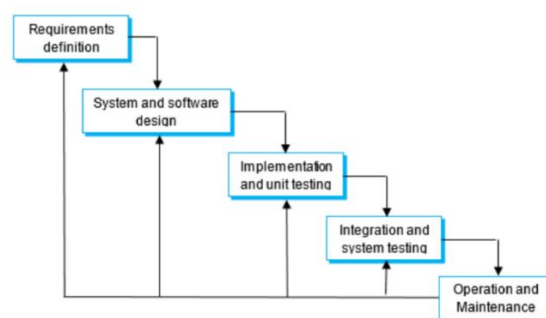 Requirements
definition
System and software
design
Implementation
and unit testing
Integration and
system testing
Operation and
Maintenance